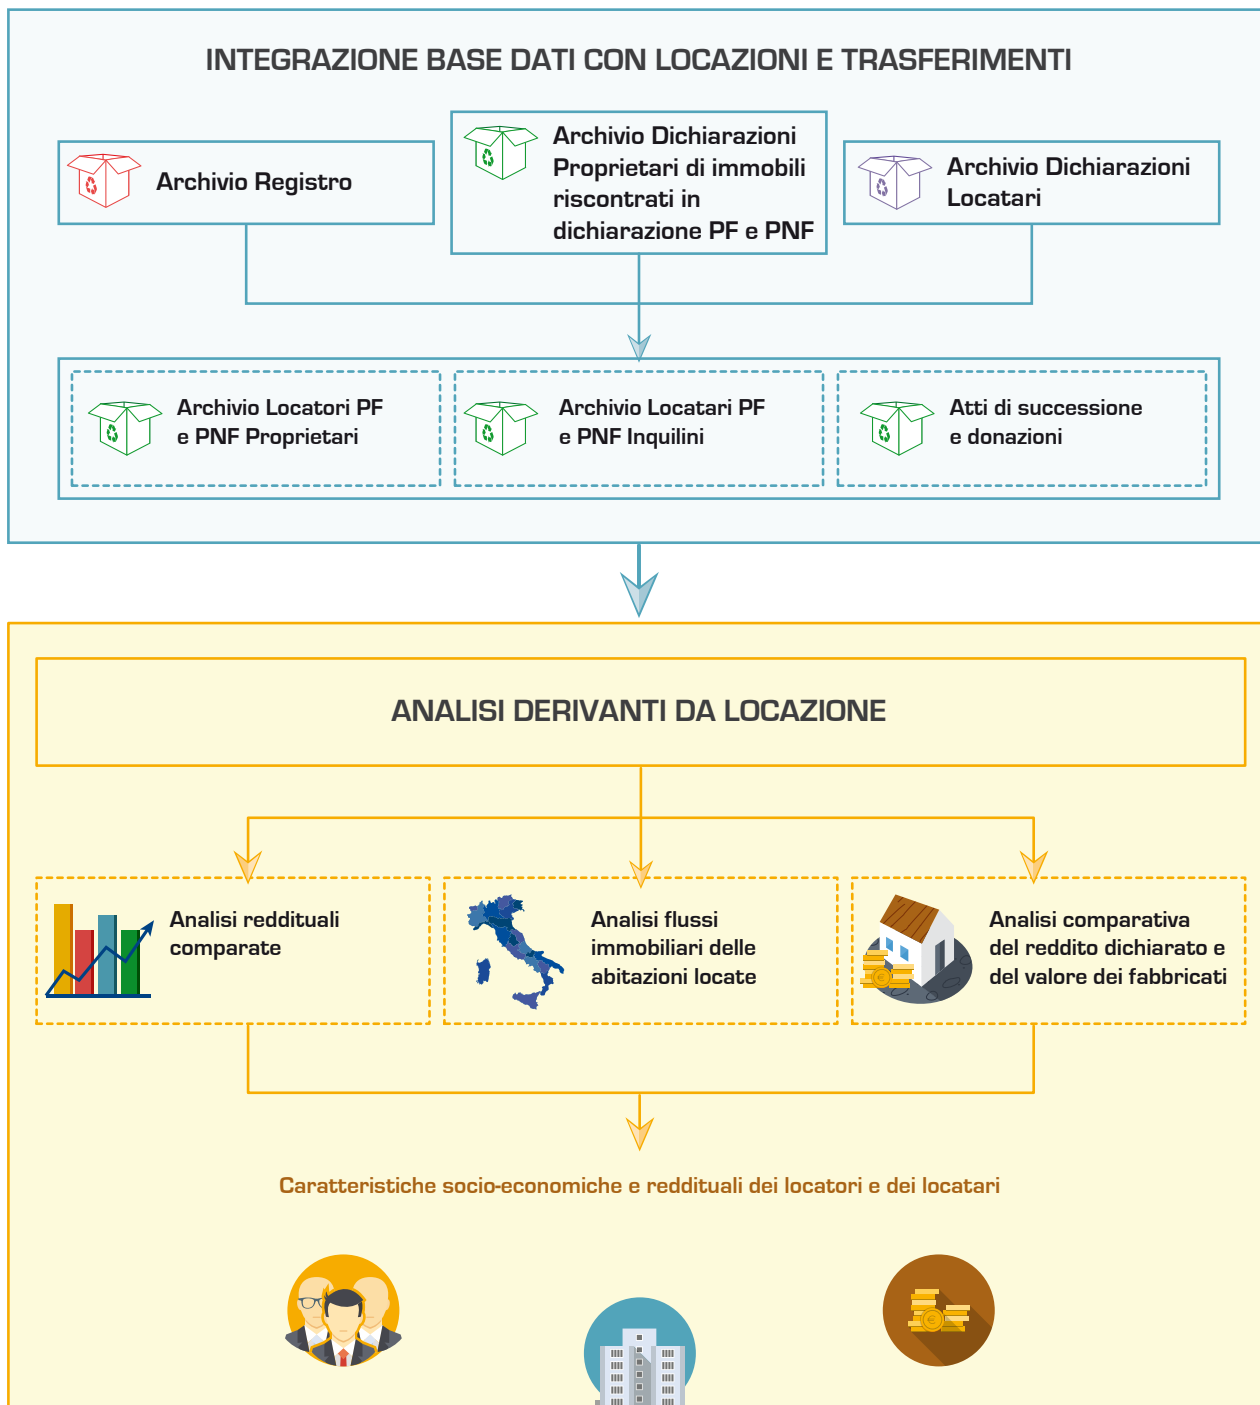 INTEGRAZIONE BASE DATI CON LOCAZIONI E TRASFERIMENTI
Archivio Registro
Archivio Dichiarazioni
Proprietari di immobili
riscontrati in
dichiarazione PF e PNF
Archivio Dichiarazioni
Locatari
Archivio Locatori PF
e PNF Proprietari
Archivio Locatari PF
e PNF Inquilini
Atti di successione
e donazioni
ANALISI DERIVANTI DA LOCAZIONE
Analisi reddituali
comparate
Analisi flussi
immobiliari delle
abitazioni locate
Analisi comparativa
del reddito dichiarato e
del valore dei fabbricati
Caratteristiche socio-economiche e reddituali dei locatori e dei locatari